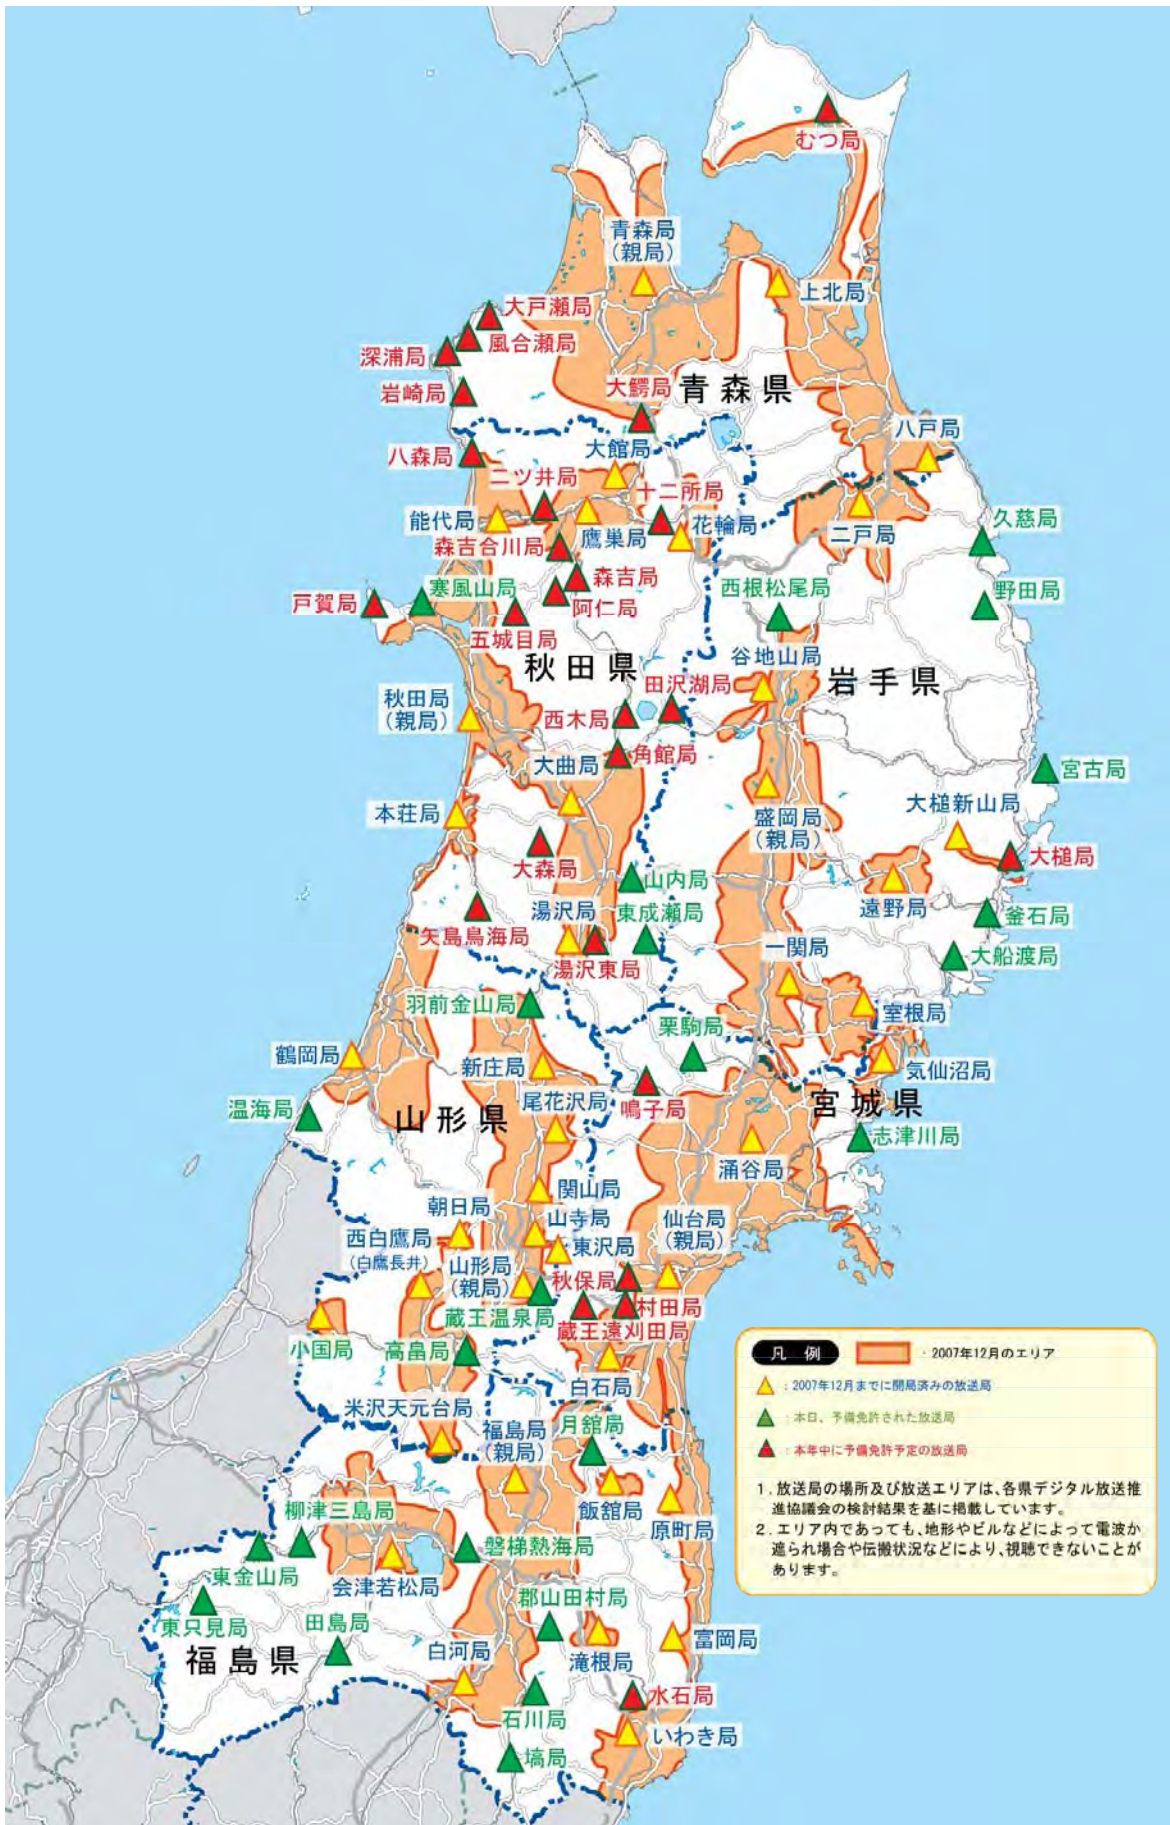 むつ局
青森局
(親局)
上北局
大戸瀬局
風合瀬局
深浦局
岩崎局
大鰐局
青森県
八戸局
八森局
大館局
二ツ井局
十二所局
能代局
鷹巣局
花輪局
二戸局
久慈局
森吉合川局
森吉局
戸賀局
寒風山局
阿仁局
西根松尾局
野田局
五城目局
秋田県
谷地山局
岩手県
田沢湖局
秋田局
(親局)
西木局
角館局
大曲局
宮古局
本荘局
盛岡局
(親局)
大槌新山局
大槌局
大森局
山内局
遠野局
矢島鳥海局
湯沢局
東成瀬局
釜石局
湯沢東局
一関局
大船渡局
羽前金山局
栗駒局
室根局
鶴岡局
新庄局
気仙沼局
尾花沢局
鳴子局
宮城県
温海局
山形県
志津川局
涌谷局
関山局
朝日局
山寺局
仙台局
(親局)
西白鷹局
(白鷹長井)
東沢局
山形局
(親局)
秋保局
蔵王温泉局
村田局
蔵王遠刈田局
小国局
高畠局
白石局
米沢天元台局
福島局
(親局)
月舘局
飯舘局
原町局
柳津三島局
磐梯熱海局
東金山局
会津若松局
東只見局
田島局
郡山田村局
福島県
白河局
滝根局
富岡局
石川局
水石局
いわき局
塙局
凡 例
:2007年12月のエリア
:2007年12月までに開局済みの放送局
:本日、予備免許された放送局
:本年中に予備免許予定の放送局
1.放送局の場所及び放送エリアは、各県デジタル放送推
進協議会の検討結果を基に掲載しています。
2.エリア内であっても、地形やビルなどによって電波が
遮られ場合や伝搬状況などにより、視聴できないことが
あります。